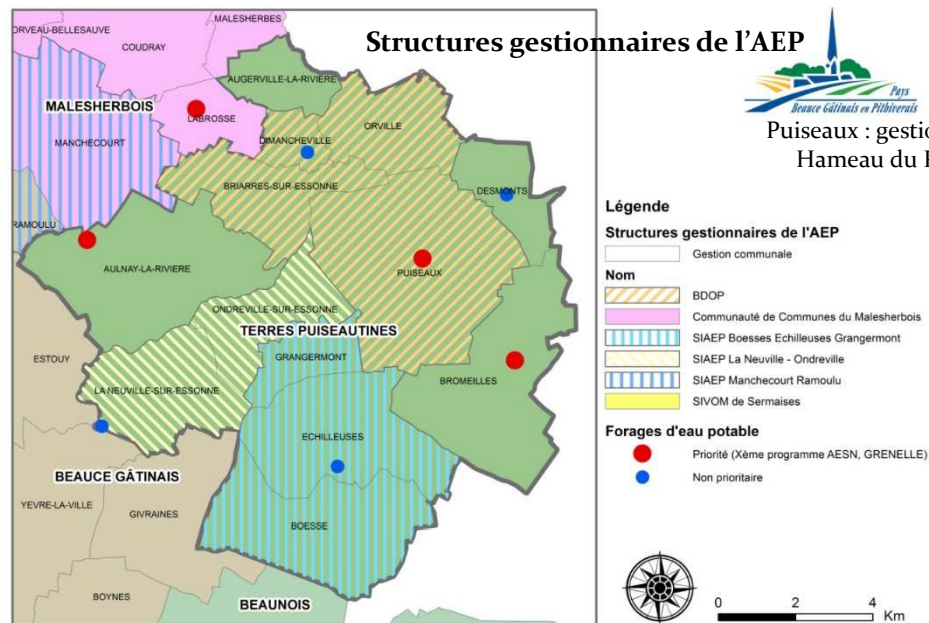 Structures gestionnaires de l'AEP
Pays
Beauce Gâtinais en Pithiverais
Puiseaux : gestio
Hameau du
MALESHERBES
ORVEAU-BELLESAUVE
COUDRAY
AUGERVILLE-LA-RIVIERE
MALESHERBOIS
LABROSSE
ORVILLE
MANCHECOURT
DIMANCHEVILLE
BRIARRES-SUR-ESSONNE
DESMONTS
RAMOULU
AULNAY-LA-RIVIERE
PUISEAUX
ONDREVILLE-SUR-ESSONNE
TERRES PUISEAUTINES
ESTOUY
GRANGERMONT
BROMEILLES
LA NEUVILLE-SUR-ESSONNE
ECHILLEUSES
BEAUCE GÂTINAIS
YEVRE-LA-VILLE
GIVRAINES
BOESSE
BOYNES
BEAUNOIS
Légende
Structures gestionnaires de l'AEP
Gestion communale
Nom
BDOP
Communauté de Communes du Malesherbois
SIAEP Boesses Echilleuses Grangermont
SIAEP La Neuville - Ondreville
SIAEP Manchecourt Ramoulu
SIVOM de Sermaises
Forages d'eau potable
Priorité (Xème programme AESN, GRENELLE)
Non prioritaire
0 2 4
Km